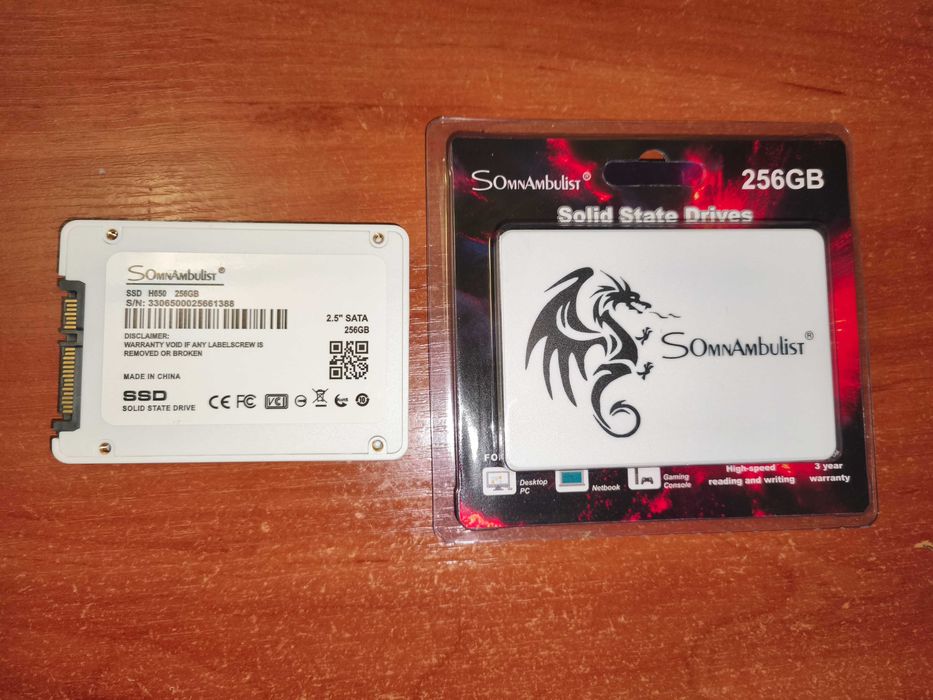 SOmnAmbulist®
SSD H650 256GB
S/N: 3306500025661388
2.5" SATA
256GB
DISCLAIMER:
WARRANTY VOID IF ANY LABELSCREW IS
REMOVED OR BROKEN
MADE IN CHINA
SSD
SOLID STATE DRIVE
CE FC VCI
SOmnAmbulist®
256GB
Solid State Drives
SOmnAmbulist®
FO
Desktop
PC
Netbook
Gaming
Console
High-speed
reading and writing
3 year
warranty